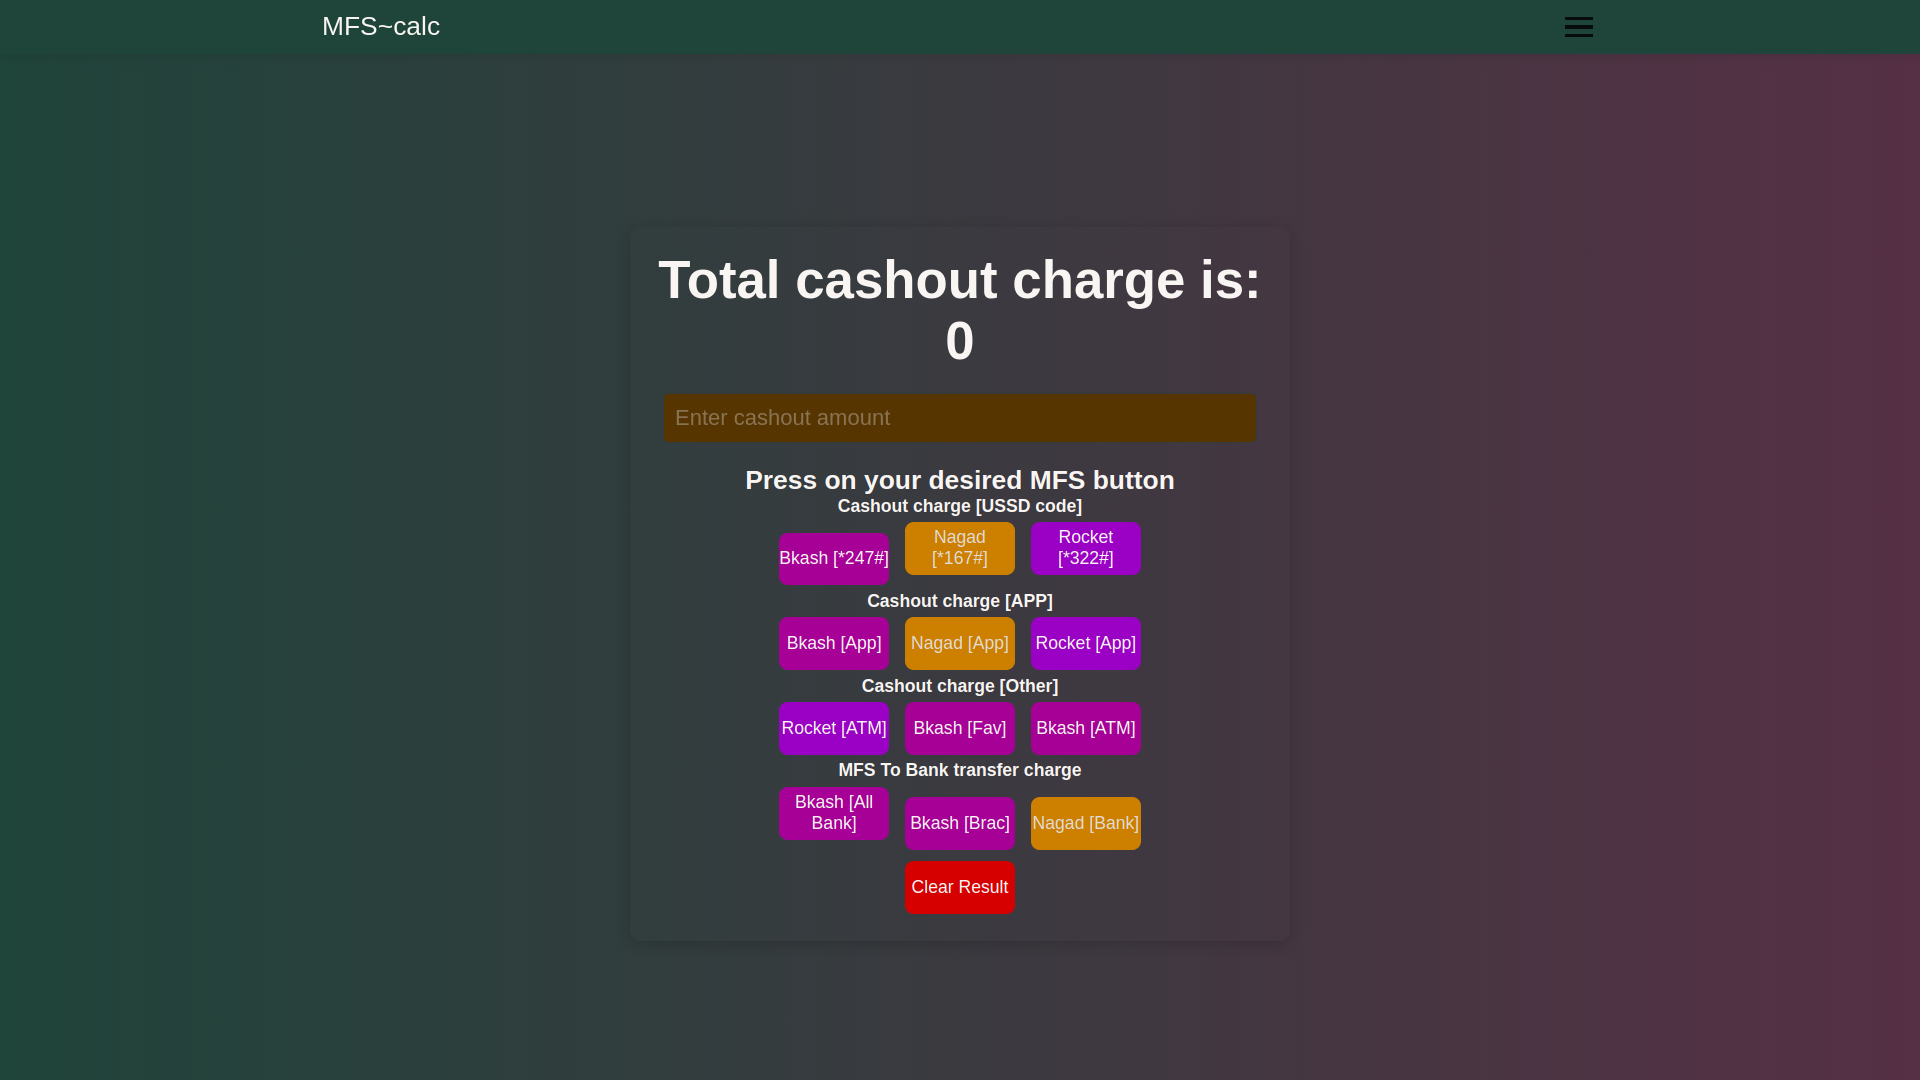 MFS~calc
Total cashout charge is:
0
Enter cashout amount
Press on your desired MFS button
Cashout charge [USSD code]
Bkash [*247#]
Nagad
[*167#]
Rocket
[*322#]
Cashout charge [APP]
Bkash [App]
Nagad [App]
Rocket [App]
Cashout charge [Other]
Rocket [ATM]
Bkash [Fav]
Bkash [ATM]
MFS To Bank transfer charge
Bkash [All
Bank]
Bkash [Brac]
Nagad [Bank]
Clear Result